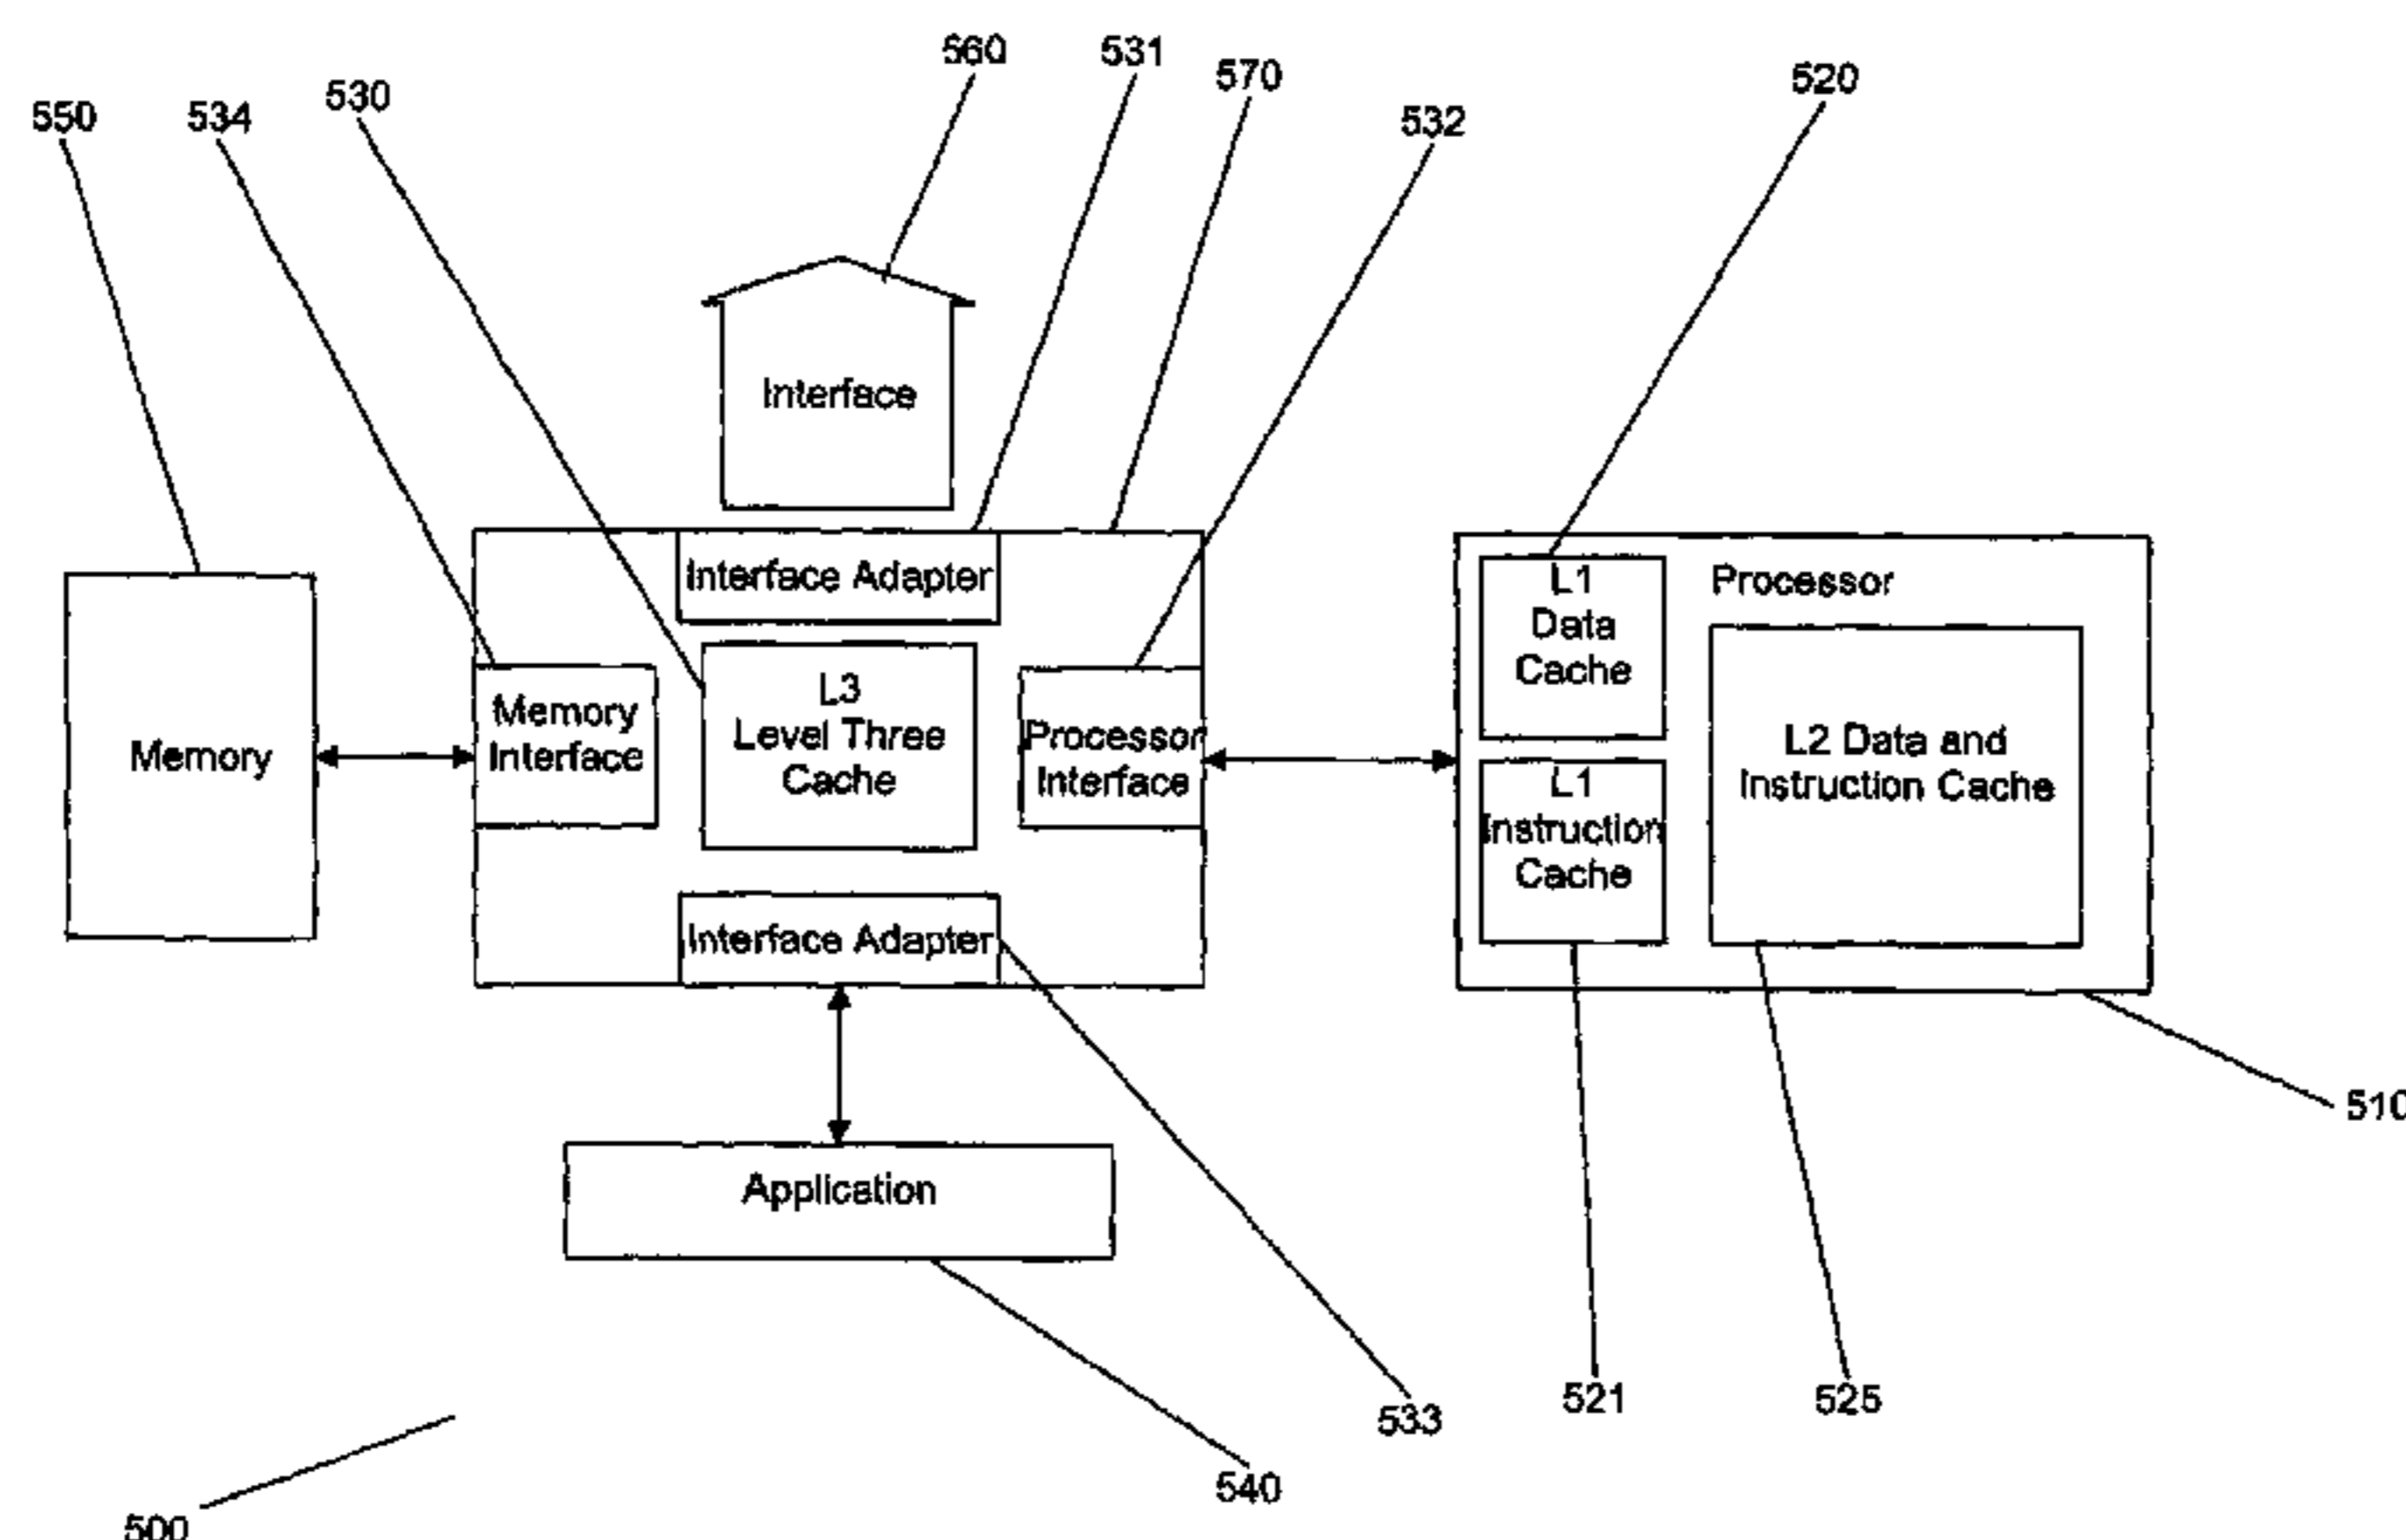 560
531
570
520
530
550
534
532
Interface
Interface Adapter
L1
Data
Cache
Processor
L3
Level Three
Cache
Memory
Interface
Processor
Interface
Memory
L2 Data and
Instruction Cache
L1
Instruction
Cache
Interface Adapter
510
Application
521
525
533
540
500